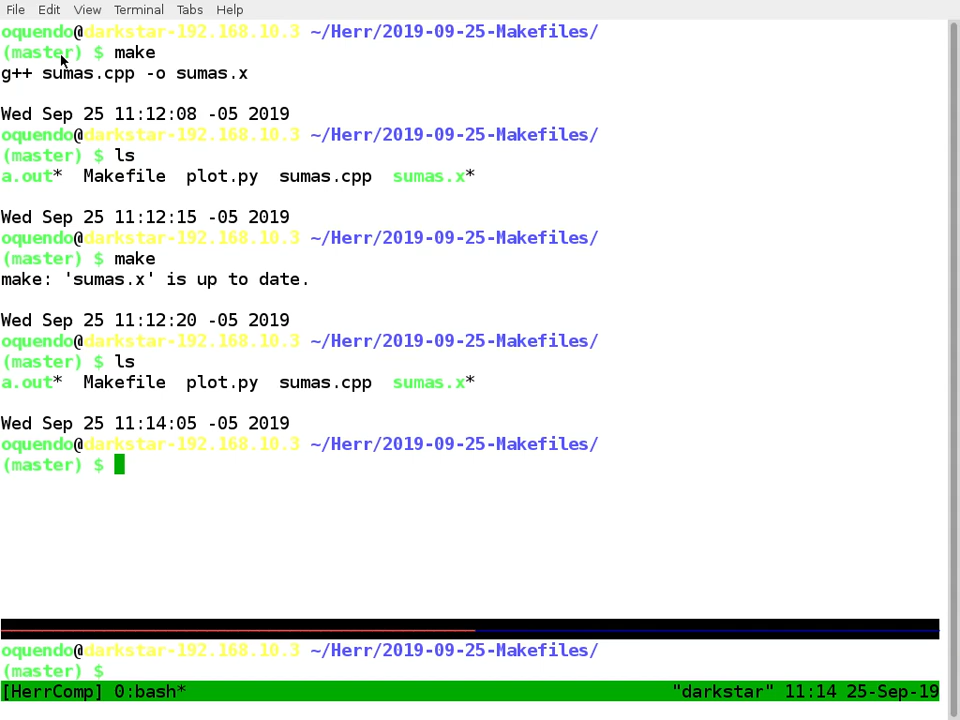 File Edit View Terminal Tabs Help
oquendo@darkstar-192.168.10.3 ~/Herr/2019-09-25-Makefiles/
(master) $ make
g++ sumas.cpp -o sumas.x
Wed Sep 25 11:12:08 -05 2019
oquendo@darkstar-192.168.10.3 ~/Herr/2019-09-25-Makefiles/
(master) $ ls
a.out* Makefile plot.py sumas.cpp sumas.x*
Wed Sep 25 11:12:15 -05 2019
oquendo@darkstar-192.168.10.3 ~/Herr/2019-09-25-Makefiles/
(master) $ make
make: 'sumas.x' is up to date.
Wed Sep 25 11:12:20 -05 2019
oquendo@darkstar-192.168.10.3 ~/Herr/2019-09-25-Makefiles/
(master) $ ls
a.out* Makefile plot.py sumas.cpp sumas.x*
Wed Sep 25 11:14:05 -05 2019
oquendo@darkstar-192.168.10.3 ~/Herr/2019-09-25-Makefiles/
(master) $
oquendo@darkstar-192.168.10.3 ~/Herr/2019-09-25-Makefiles/
(master) $
[HerrComp] 0:bash* "darkstar" 11:14 25-Sep-19